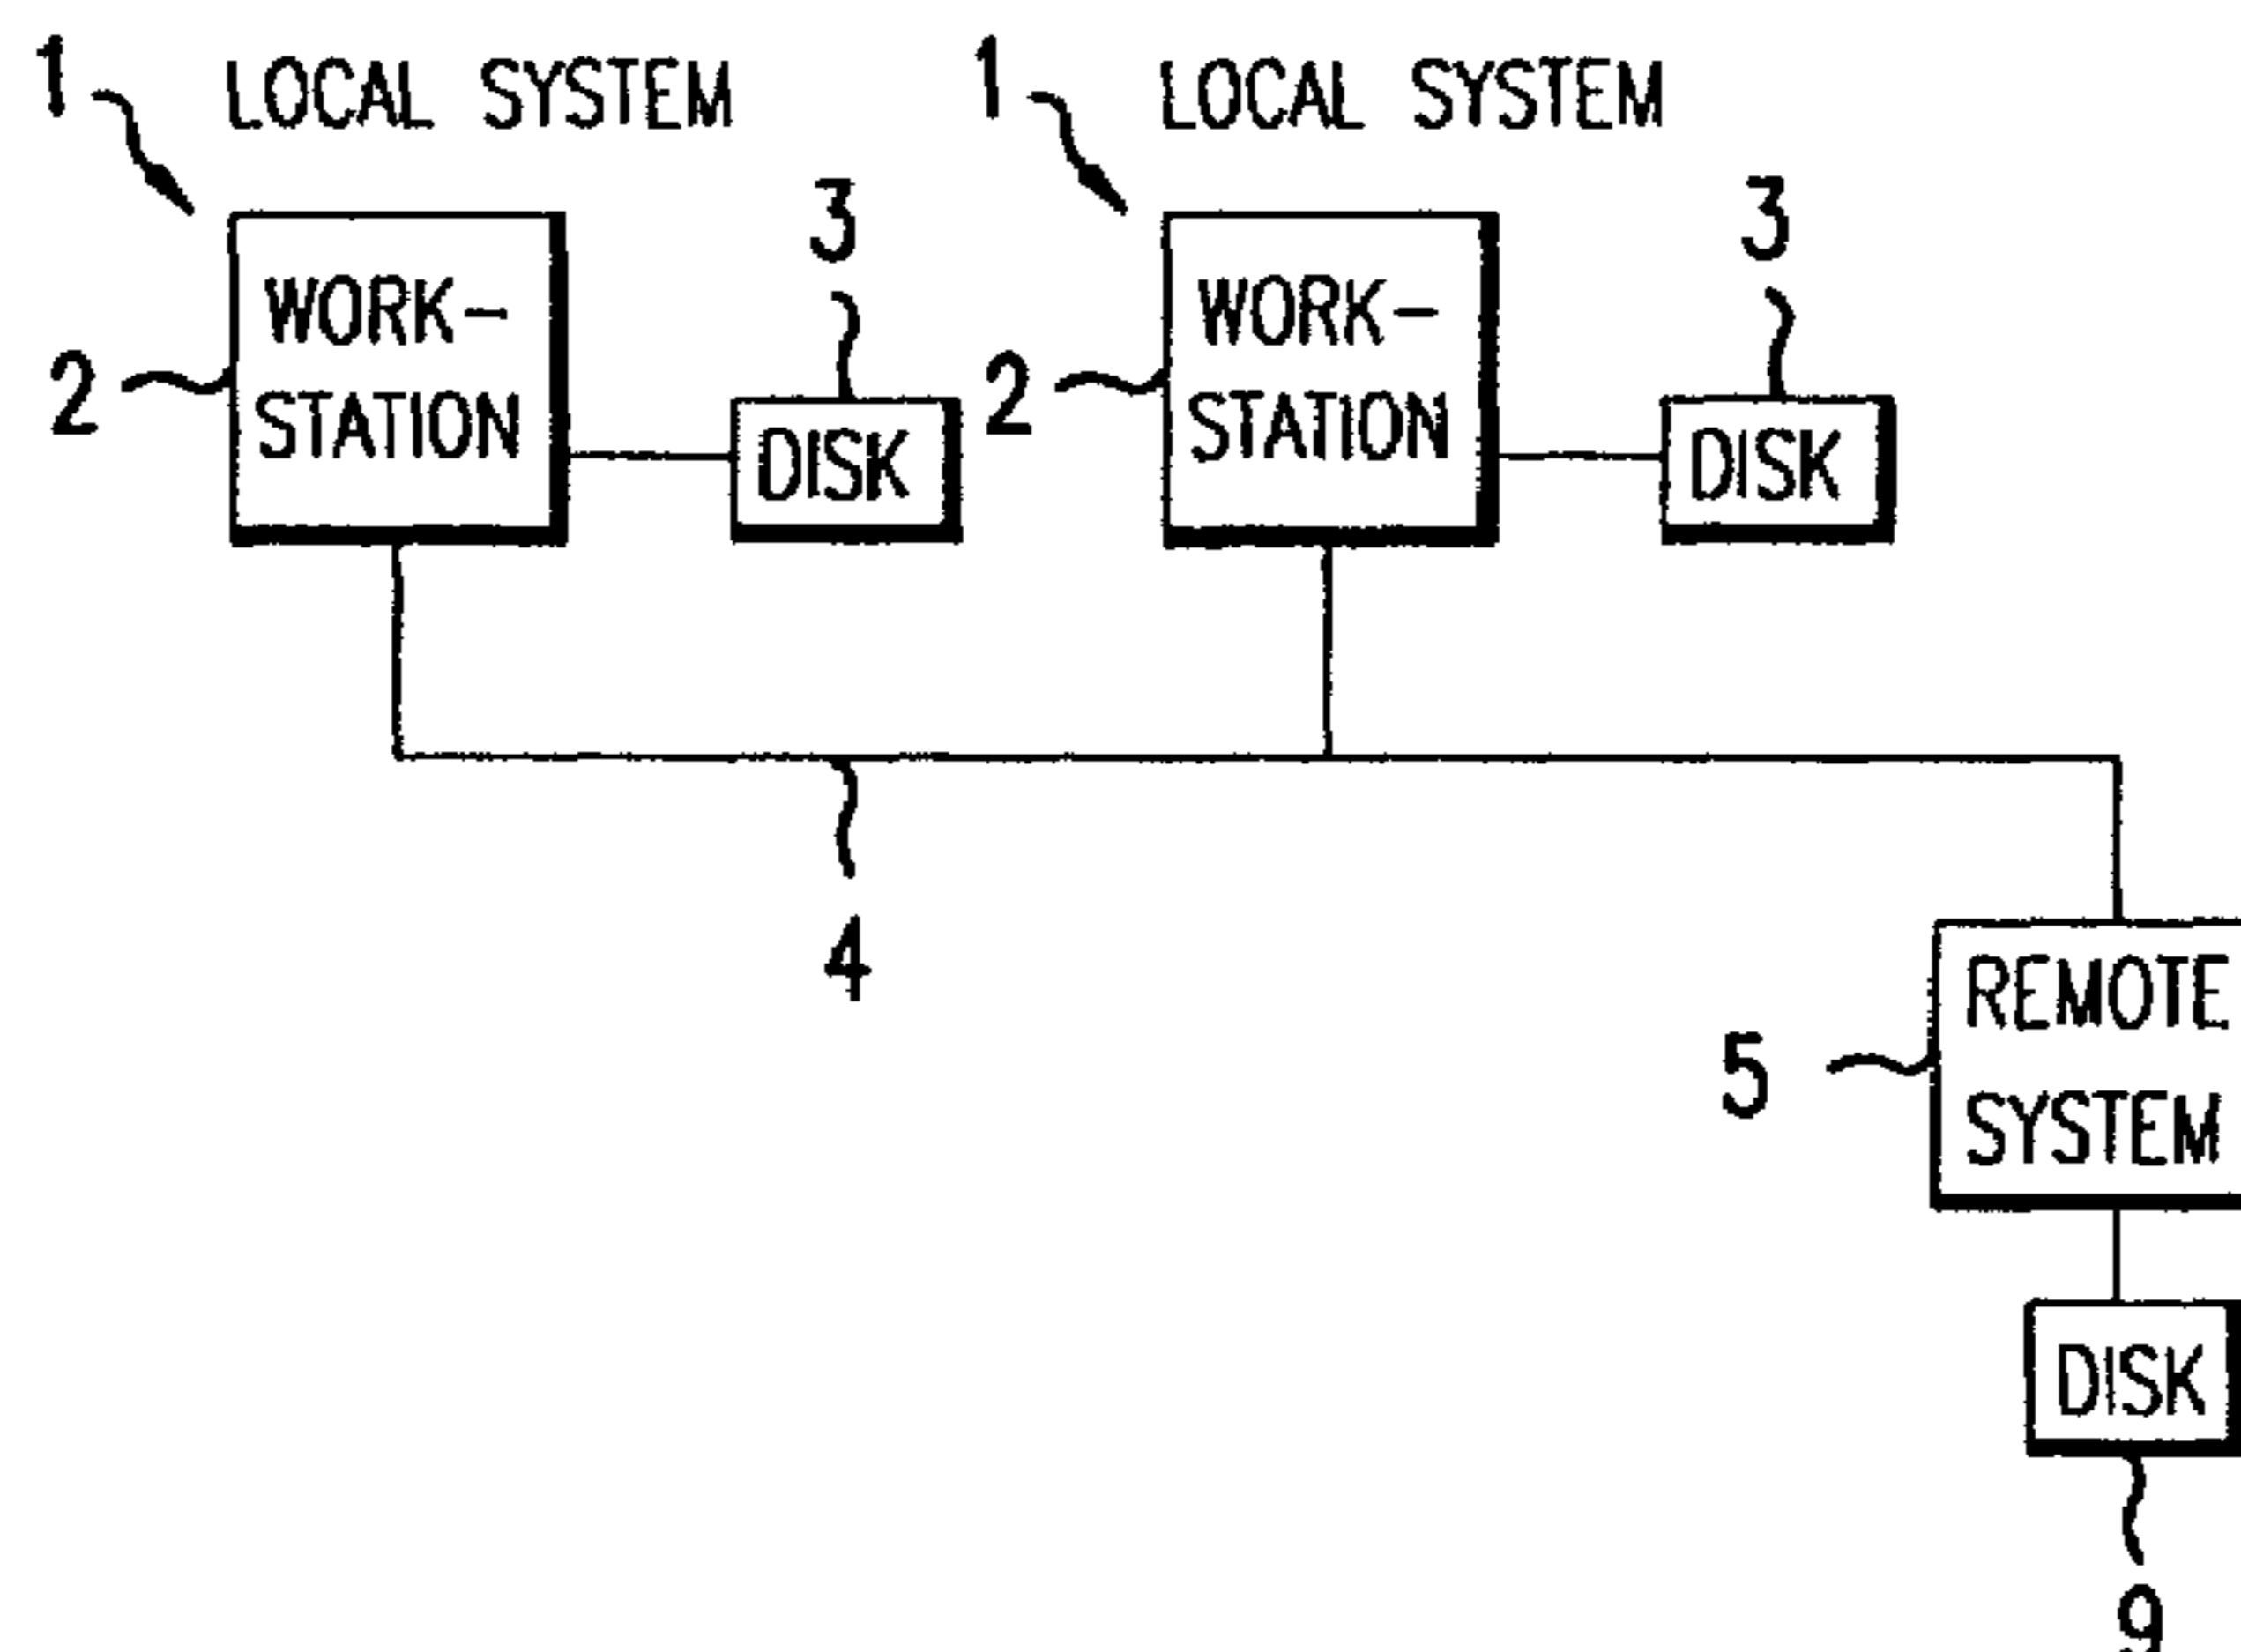 1 LOCAL SYSTEM
1 LOCAL SYSTEM
3
3
WORK-
STATION
2
DISK
WORK-
STATION
2
DISK
4
REMOTE
SYSTEM
5
DISK
9